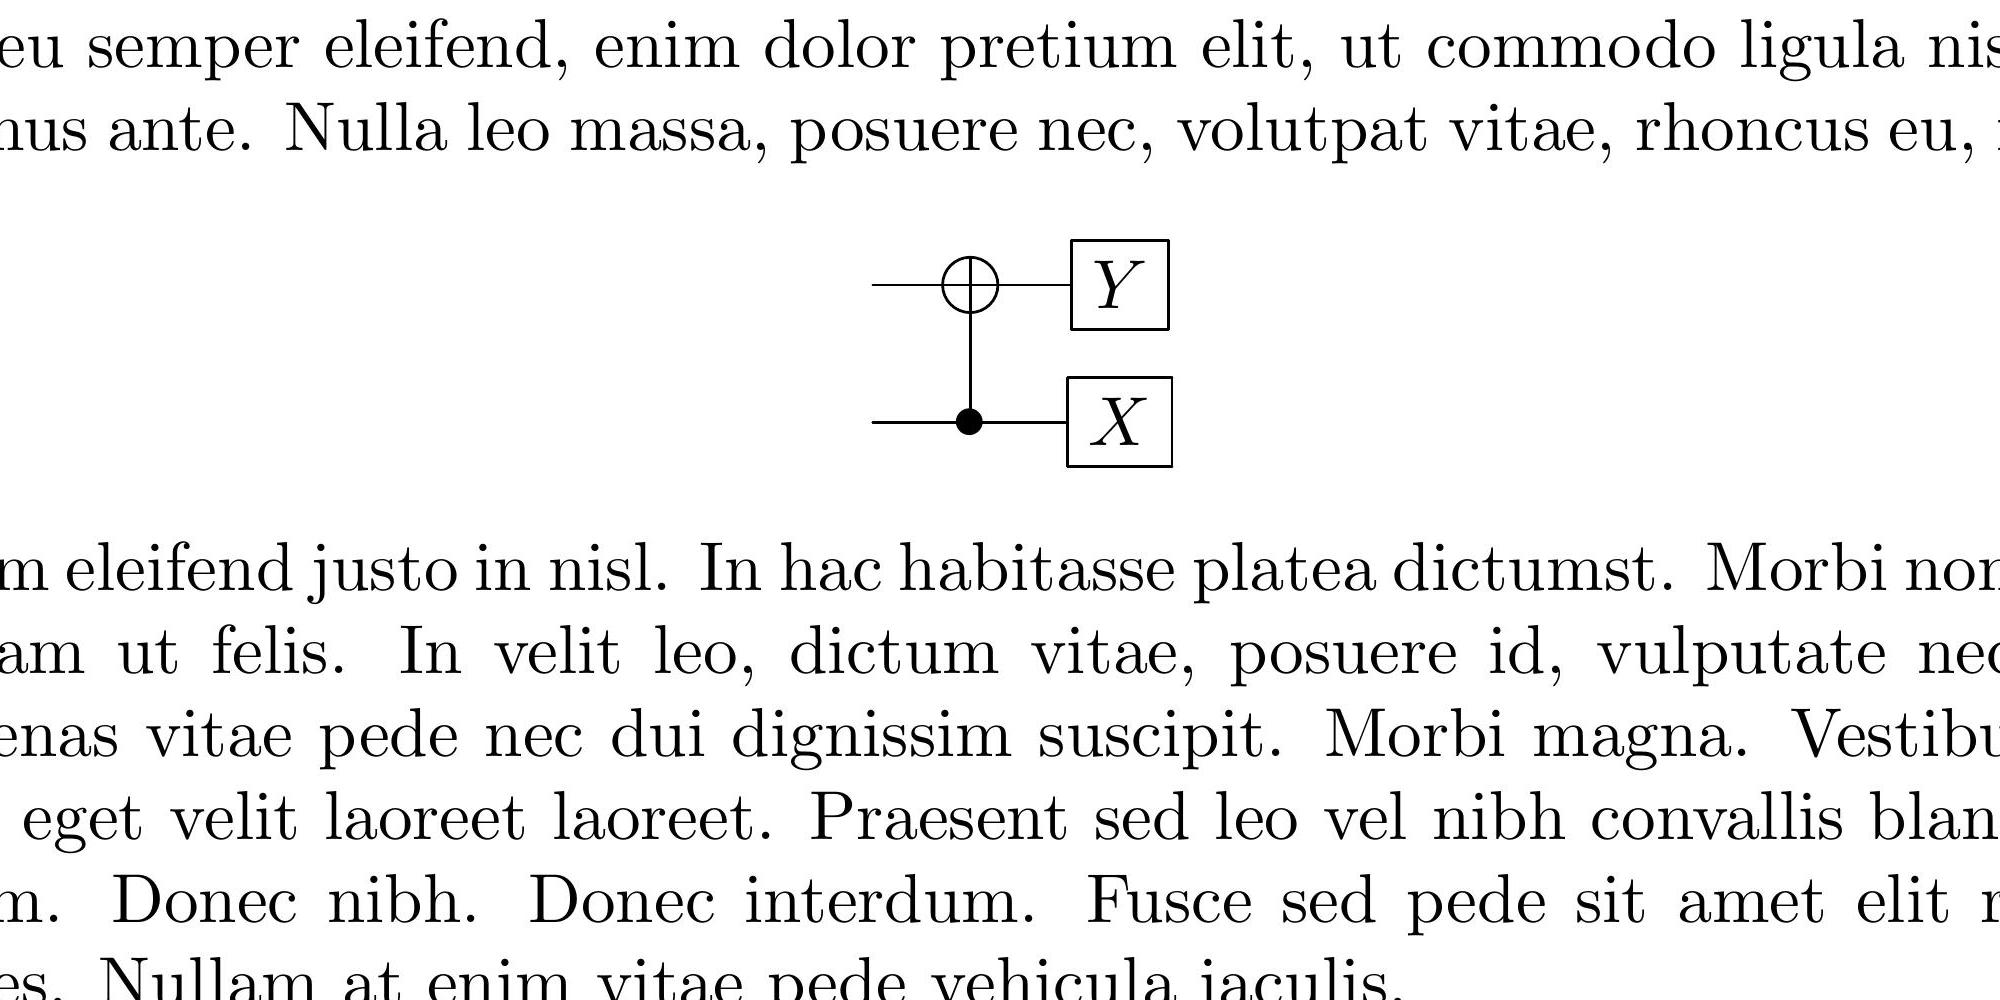 eu semper eleifend, enim dolor pretium elit, ut commodo ligula nis
nus ante. Nulla leo massa, posuere nec, volutpat vitae, rhoncus eu,
Y
X
m eleifend justo in nisl. In hac habitasse platea dictumst. Morbi non
am ut felis. In velit leo, dictum vitae, posuere id, vulputate nec
enas vitae pede nec dui dignissim suscipit. Morbi magna. Vestibu
eget velit laoreet laoreet. Praesent sed leo vel nibh convallis blan
m. Donec nibh. Donec interdum. Fusce sed pede sit amet elit r
es. Nullam at enim vitae pede vehicula iaculis.